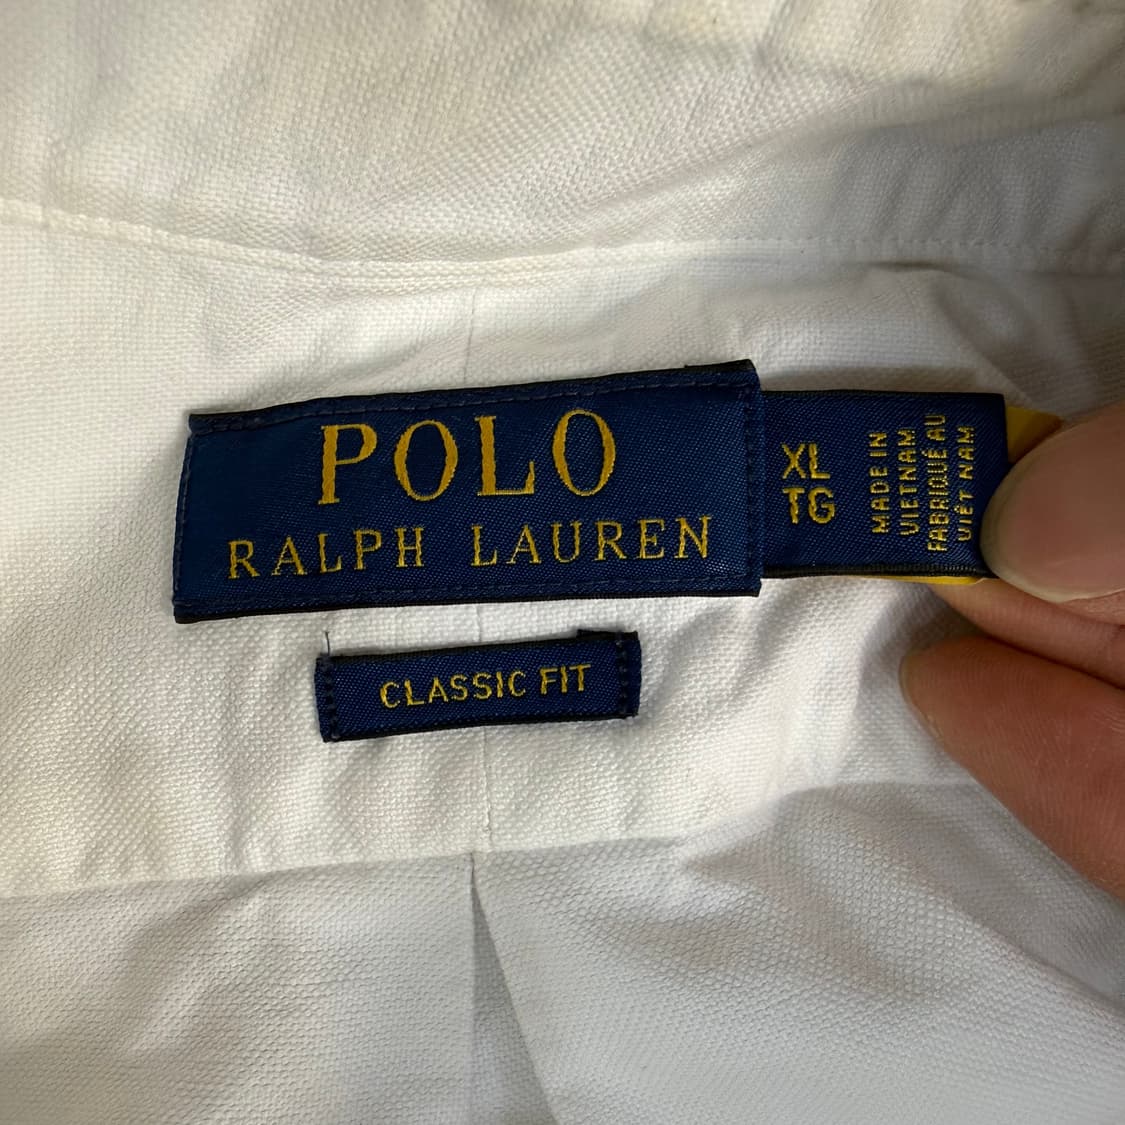 POLO
RALPH LAUREN
XL
TG
MADE IN
VIETNAM
FABRIQUÉ AU
VIÊT NAM
CLASSIC FIT